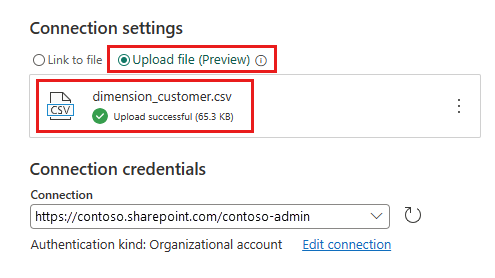 Connection settings
Link to file Upload file (Preview)
dimension_customer.csv
CSV
Upload successful (65.3 KB)
Connection credentials
Connection
https://contoso.sharepoint.com/contoso-admin
Authentication kind: Organizational account Edit connection